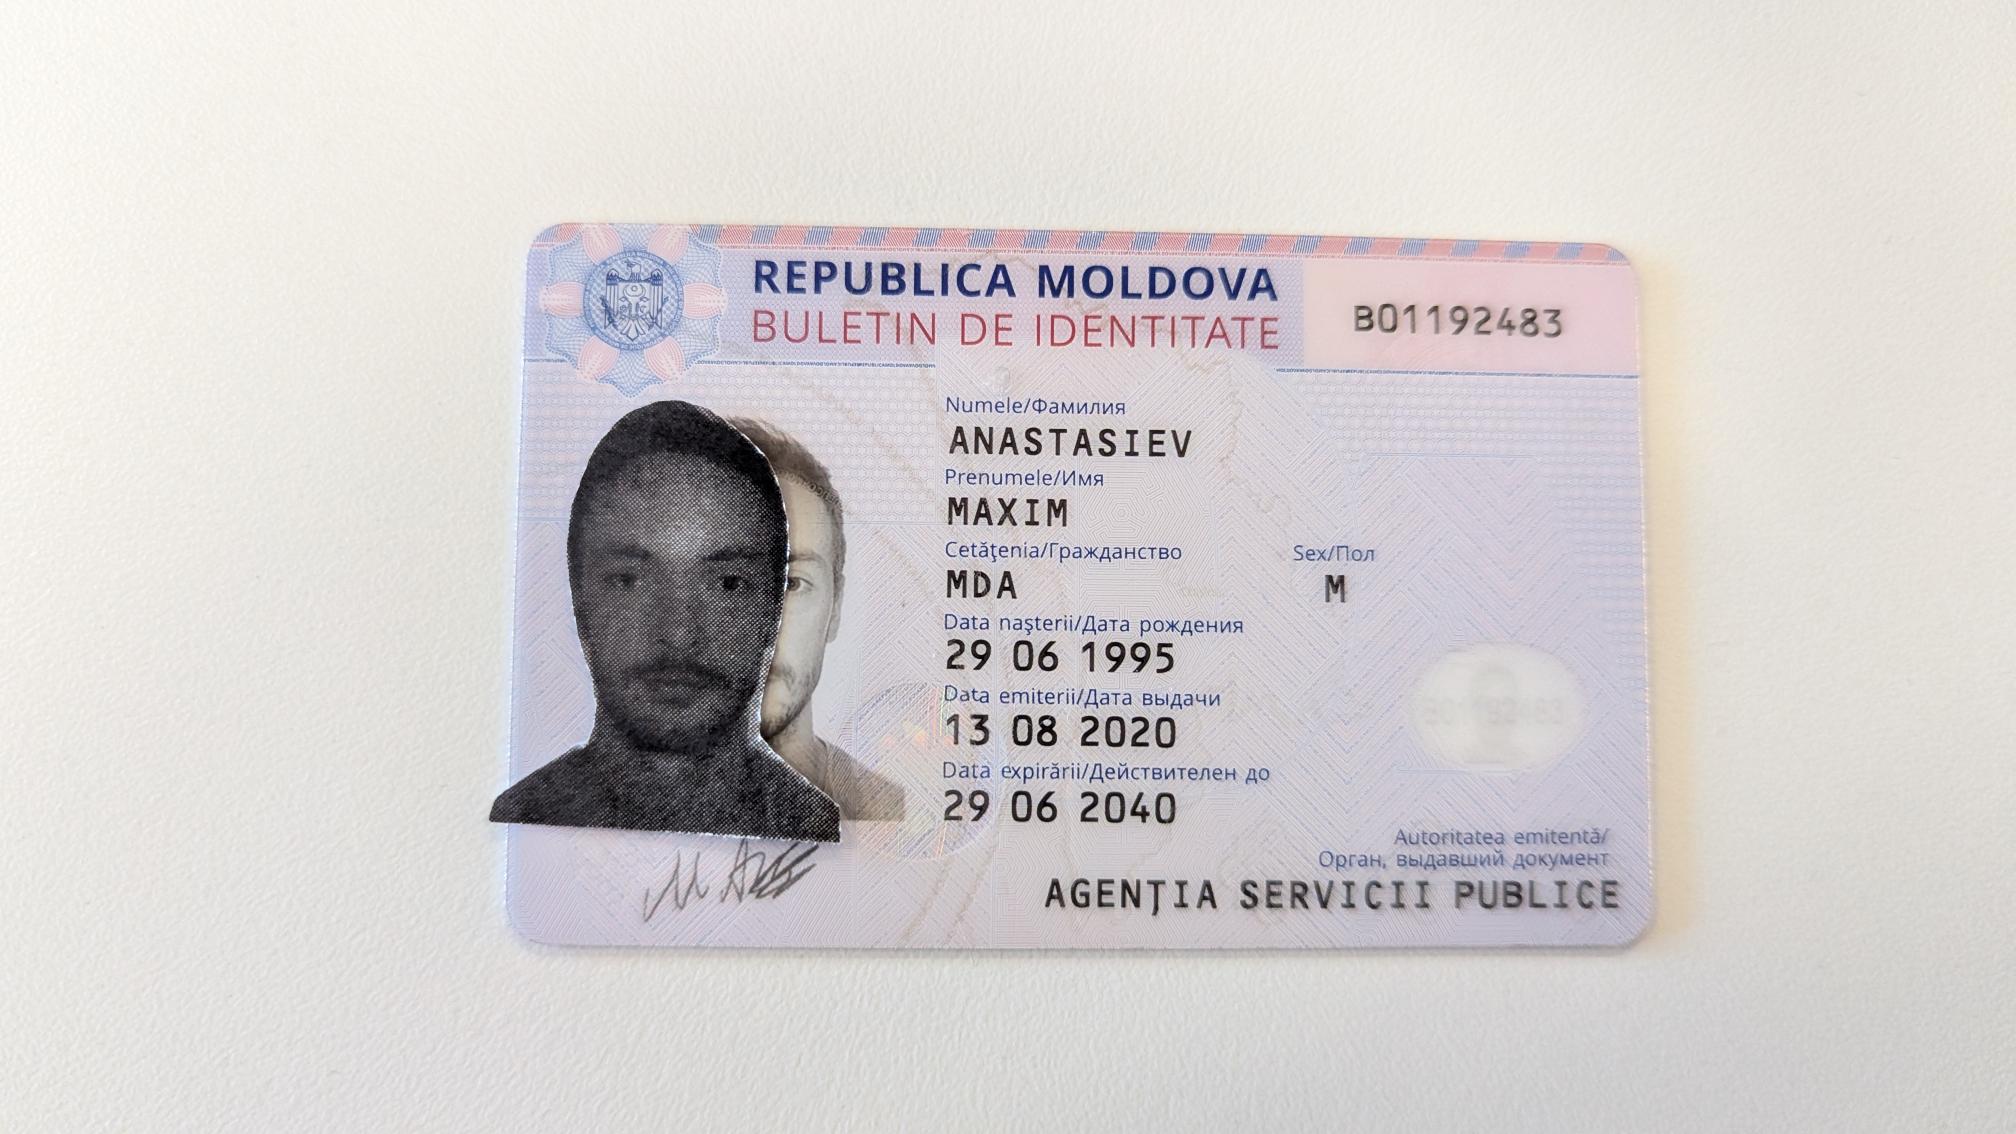 REPUBLICA MOLDOVA
BULETIN DE IDENTITATE
B01192483
Numele/Фамилия
ANASTASIEV
Prenumele/Имя
MAXIM
Cetăţenia/Гражданство
MDA
Sex/Пол
M
Data naşterii/Дата рождения
29 06 1995
Data emiterii/Дата выдачи
13 08 2020
Data expirării/Действителен до
29 06 2040
Autoritatea emitentă/
Орган, выдавший документ
AGENŢIA SERVICII PUBLICE